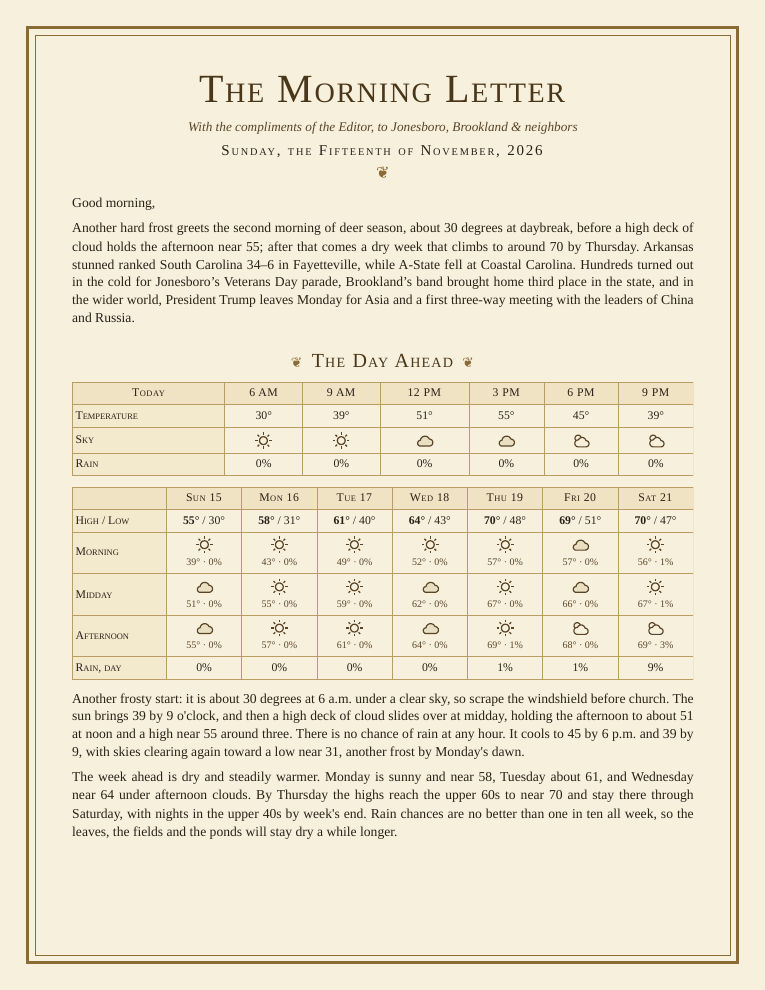 The Morning Letter
With the compliments of the Editor, to Jonesboro, Brookland & neighbors
Sunday, the Fifteenth of November, 2026
Good morning,
Another hard frost greets the second morning of deer season, about 30 degrees at daybreak, before a high deck of
cloud holds the afternoon near 55; after that comes a dry week that climbs to around 70 by Thursday. Arkansas
stunned ranked South Carolina 34–6 in Fayetteville, while A-State fell at Coastal Carolina. Hundreds turned out
in the cold for Jonesboro’s Veterans Day parade, Brookland’s band brought home third place in the state, and in
the wider world, President Trump leaves Monday for Asia and a first three-way meeting with the leaders of China
and Russia.
The Day Ahead
Today 6 AM 9 AM 12 PM 3 PM 6 PM 9 PM
Temperature 30° 39° 51° 55° 45° 39°
Sky
Rain 0% 0% 0% 0% 0% 0%
Sun 15 Mon 16 Tue 17 Wed 18 Thu 19 Fri 20 Sat 21
High / Low 55° / 30° 58° / 31° 61° / 40° 64° / 43° 70° / 48° 69° / 51° 70° / 47°
Morning 39° · 0% 43° · 0% 49° · 0% 52° · 0% 57° · 0% 57° · 0% 56° · 1%
Midday 51° · 0% 55° · 0% 59° · 0% 62° · 0% 67° · 0% 66° · 0% 67° · 1%
Afternoon 55° · 0% 57° · 0% 61° · 0% 64° · 0% 69° · 1% 68° · 0% 69° · 3%
Rain, day 0% 0% 0% 0% 1% 1% 9%
Another frosty start: it is about 30 degrees at 6 a.m. under a clear sky, so scrape the windshield before church. The
sun brings 39 by 9 o'clock, and then a high deck of cloud slides over at midday, holding the afternoon to about 51
at noon and a high near 55 around three. There is no chance of rain at any hour. It cools to 45 by 6 p.m. and 39 by
9, with skies clearing again toward a low near 31, another frost by Monday's dawn.
The week ahead is dry and steadily warmer. Monday is sunny and near 58, Tuesday about 61, and Wednesday
near 64 under afternoon clouds. By Thursday the highs reach the upper 60s to near 70 and stay there through
Saturday, with nights in the upper 40s by week's end. Rain chances are no better than one in ten all week, so the
leaves, the fields and the ponds will stay dry a while longer.